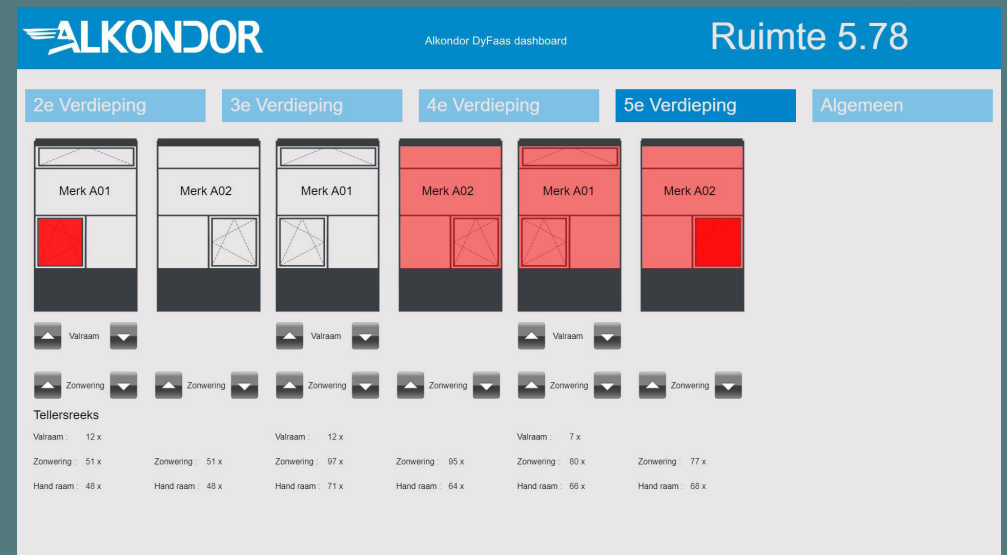 ALKONDOR
Alkondor DyFaas dashboard
Ruimte 5.78
2e Verdieping 3e Verdieping 4e Verdieping 5e Verdieping Algemeen
Merk A01 Merk A02 Merk A01 Merk A02 Merk A01 Merk A02
Valraam Valraam Valraam
Zonwering Zonwering Zonwering Zonwering Zonwering Zonwering
Tellersreeks
Valraam : 12 x Valraam : 12 x Valraam : 7 x
Zonwering : 51 x Zonwering : 51 x Zonwering : 97 x Zonwering : 95 x Zonwering : 80 x Zonwering : 77 x
Hand raam : 48 x Hand raam : 48 x Hand raam : 71 x Hand raam : 64 x Hand raam : 66 x Hand raam : 68 x